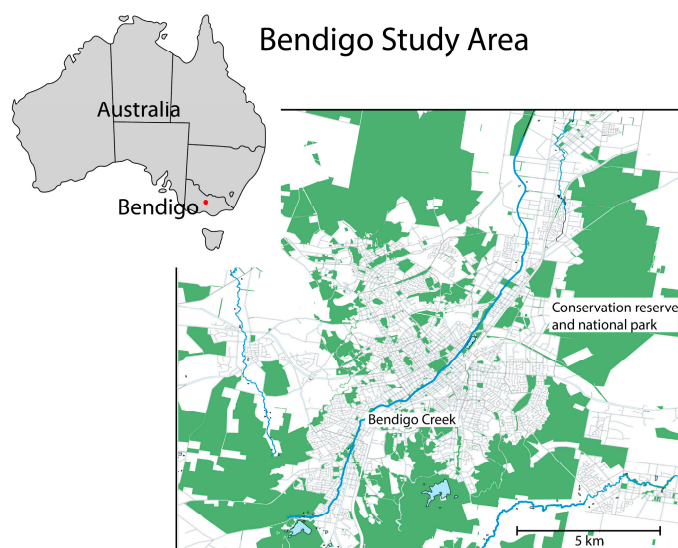 Bendigo Study Area
Australia
Bendigo
Conservation reserve
and national park
Bendigo Creek
5 km